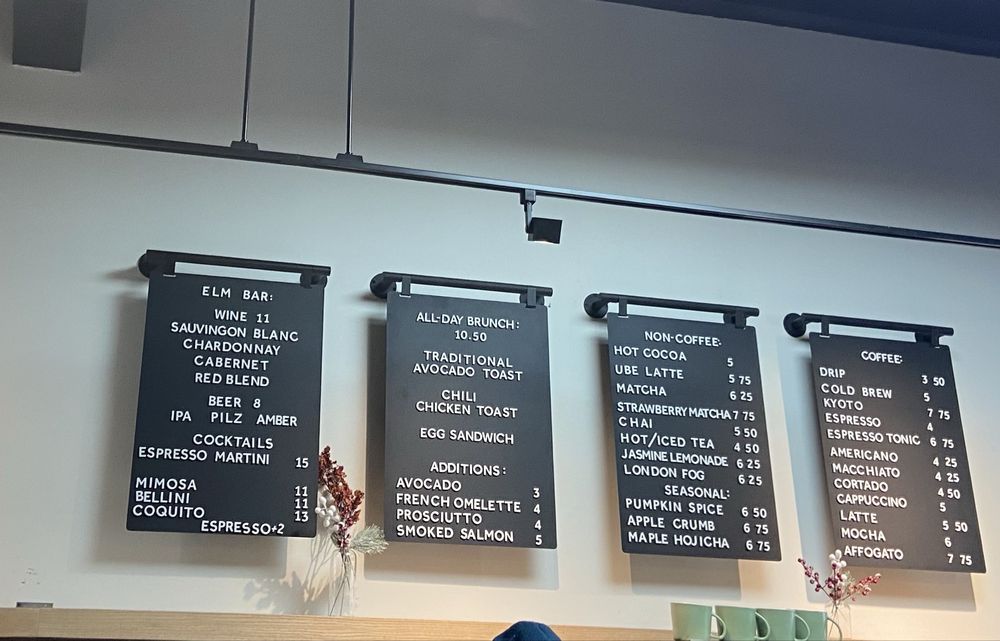 ELM BAR:
WINE 11
SAUVINGON BLANC
CHARDONNAY
CABERNET
RED BLEND
BEER 8
IPA PILZ AMBER
COCKTAILS
ESPRESSO MARTINI 15
MIMOSA 11
BELLINI 11
COQUITO 13
ESPRESSO+2
ALL-DAY BRUNCH:
10.50
TRADITIONAL
AVOCADO TOAST
CHILI
CHICKEN TOAST
EGG SANDWICH
ADDITIONS:
AVOCADO 3
FRENCH OMELETTE 4
PROSCIUTTO 4
SMOKED SALMON 5
NON-COFFEE:
HOT COCOA 5
UBE LATTE 5 75
MATCHA 6 25
STRAWBERRY MATCHA 7 75
CHAI 5 50
HOT/ICED TEA 4 50
JASMINE LEMONADE 6 25
LONDON FOG 6 25
SEASONAL:
PUMPKIN SPICE 6 50
APPLE CRUMB 6 75
MAPLE HOJICHA 6 75
COFFEE:
DRIP 3 50
COLD BREW 5
KYOTO 7 75
ESPRESSO 4
ESPRESSO TONIC 6 75
AMERICANO 4 25
MACCHIATO 4 25
CORTADO 4 50
CAPPUCCINO 5
LATTE 5 50
MOCHA 6
AFFOGATO 7 75